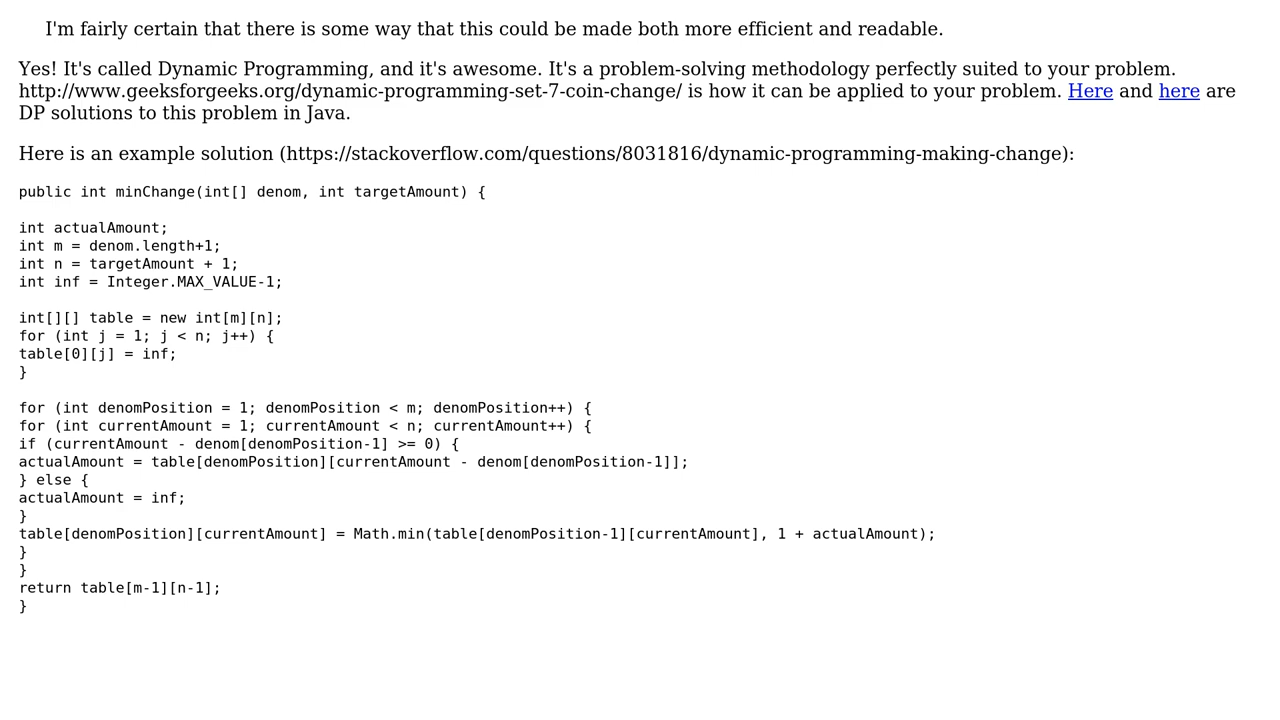 I'm fairly certain that there is some way that this could be made both more efficient and readable.
Yes! It's called Dynamic Programming, and it's awesome. It's a problem-solving methodology perfectly suited to your problem.
http://www.geeksforgeeks.org/dynamic-programming-set-7-coin-change/ is how it can be applied to your problem. Here and here are
DP solutions to this problem in Java.
Here is an example solution (https://stackoverflow.com/questions/8031816/dynamic-programming-making-change):
public int minChange(int[] denom, int targetAmount) {
int actualAmount;
int m = denom.length+1;
int n = targetAmount + 1;
int inf = Integer.MAX_VALUE-1;
int[][] table = new int[m][n];
for (int j = 1; j < n; j++) {
table[0][j] = inf;
}
for (int denomPosition = 1; denomPosition < m; denomPosition++) {
for (int currentAmount = 1; currentAmount < n; currentAmount++) {
if (currentAmount - denom[denomPosition-1] >= 0) {
actualAmount = table[denomPosition][currentAmount - denom[denomPosition-1]];
} else {
actualAmount = inf;
}
table[denomPosition][currentAmount] = Math.min(table[denomPosition-1][currentAmount], 1 + actualAmount);
}
}
return table[m-1][n-1];
}